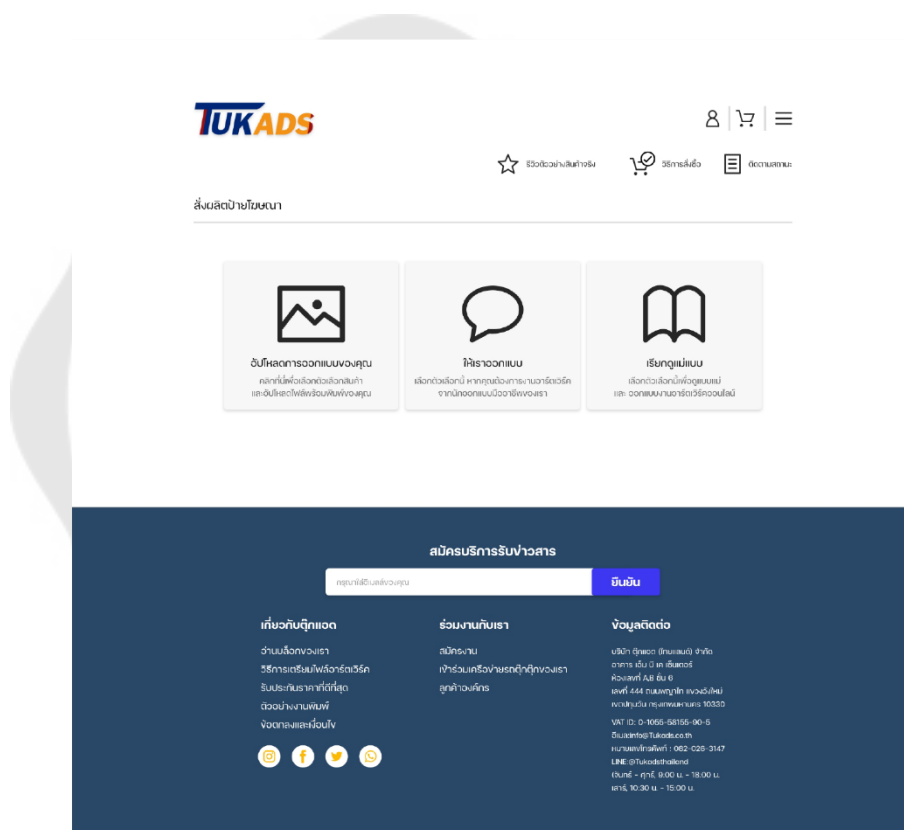 TUKADS
รีวิวตัวอย่างสินค้าจริง
วิธีการสั่งซื้อ
ติดตามสถานะ
สั่งผลิตป้ายโฆษณา
อัปโหลดการออกแบบของคุณ
คลิกที่นี่เพื่อเลือกตัวเลือกสินค้า
และอัปโหลดไฟล์พร้อมพิมพ์ของคุณ
ให้เราออกแบบ
เลือกตัวเลือกนี้ หากคุณต้องการงานอาร์ตเวิร์ค
จากนักออกแบบมืออาชีพของเรา
เรียกดูแม่แบบ
เลือกตัวเลือกนี้เพื่อดูแบบแม่
และ ออกแบบงานอาร์ตเวิร์คออนไลน์
สมัครบริการรับข่าวสาร
กรุณาใส่อีเมลล์ของคุณ
ยืนยัน
เกี่ยวกับตุ๊กแอด
อ่านบล็อกของเรา
วิธีการเตรียมไฟล์อาร์ตเวิร์ค
รับประกันราคาที่ดีที่สุด
ตัวอย่างงานพิมพ์
ข้อตกลงและเงื่อนไข
ร่วมงานกับเรา
สมัครงาน
เข้าร่วมเครือข่ายรถตุ๊กตุ๊กของเรา
ลูกค้าองค์กร
ข้อมูลติดต่อ
บริษัท ตุ๊กแอด (ไทยแลนด์) จำกัด
อาคาร เอ็ม บี เค เซ็นเตอร์
ห้องเลขที่ A,B ชั้น 6
เลขที่ 444 ถนนพญาไท แขวงวังใหม่
เขตปทุมวัน กรุงเทพมหานคร 10330
VAT ID: 0-1055-58155-90-5
อีเมลinfo@Tukads.co.th
หมายเลขโทรศัพท์ : 082-028-3147
LINE:@Tukadsthailand
(จันทร์ - ศุกร์, 9:00 น. - 18:00 น.
เสาร์, 10:30 น. - 15:00 น.